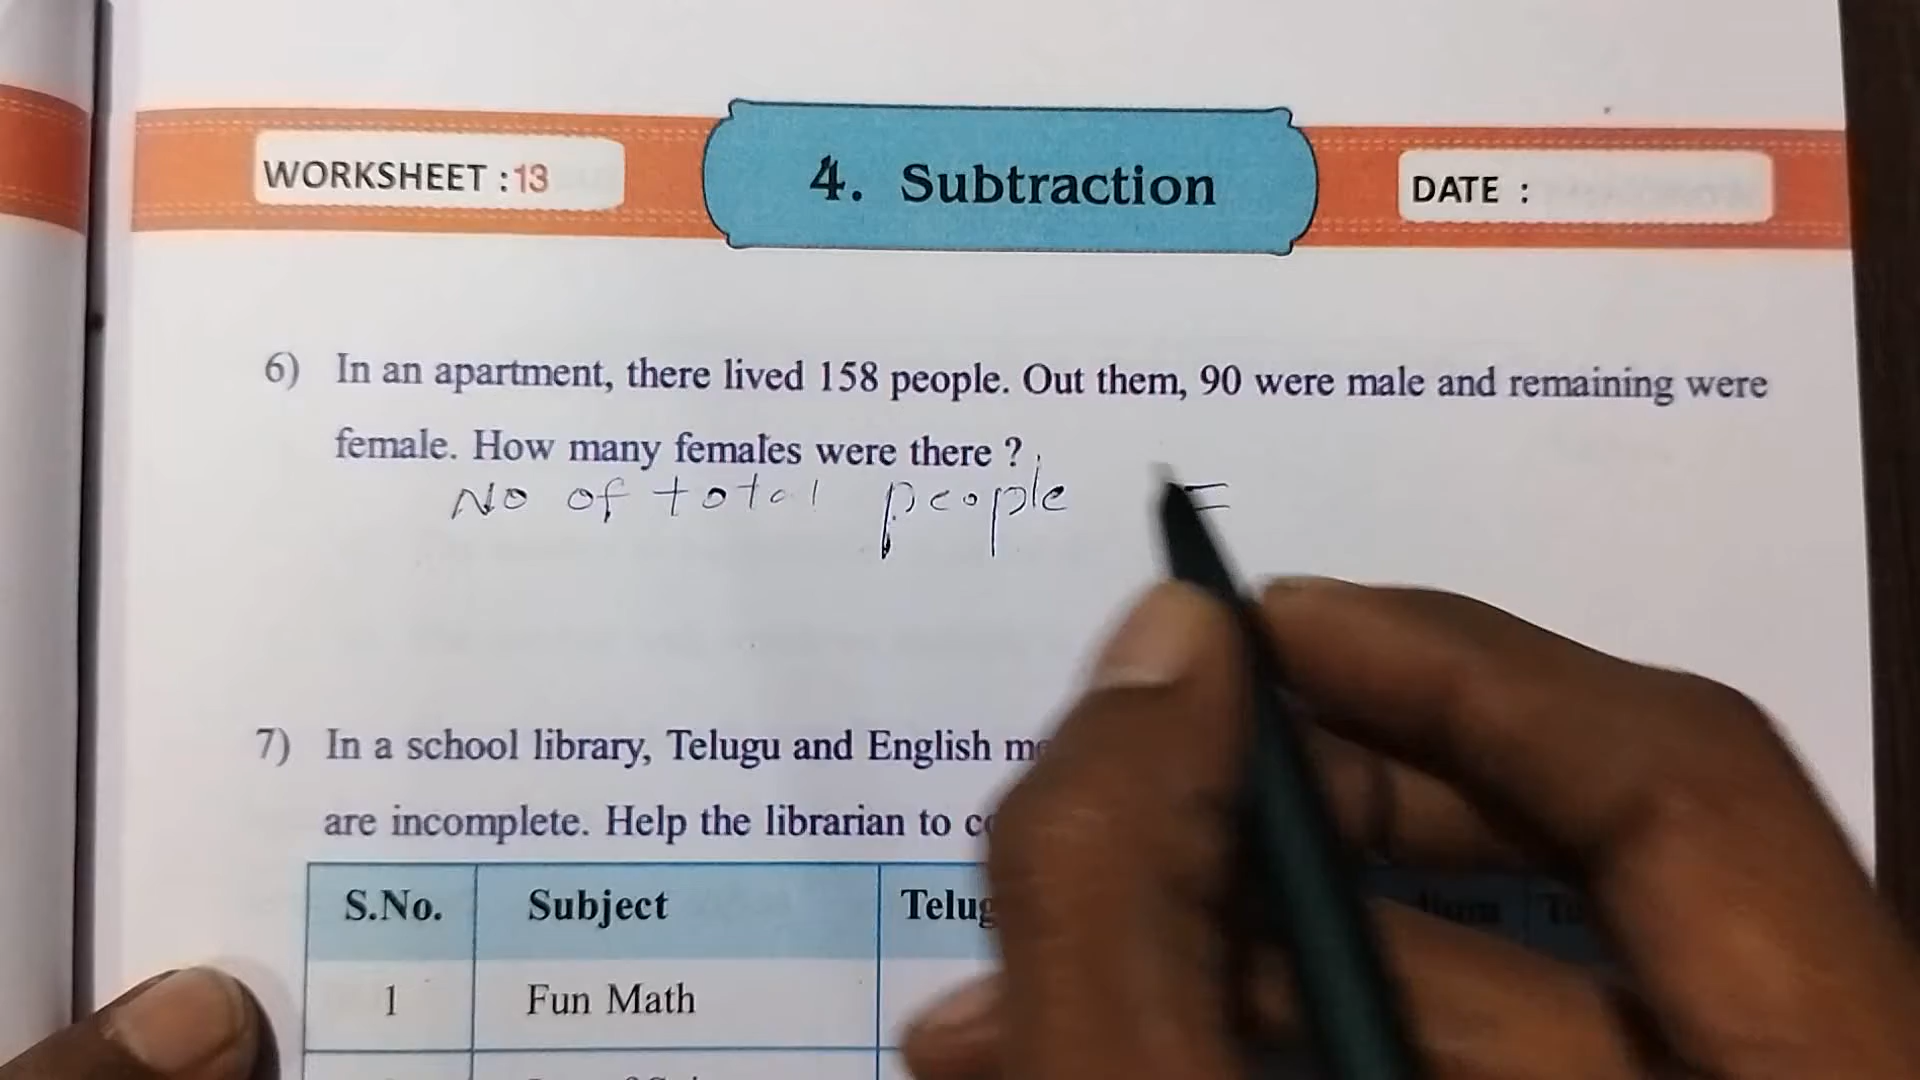 WORKSHEET : 13
4. Subtraction
DATE :
6) In an apartment, there lived 158 people. Out them, 90 were male and remaining were
female. How many females were there ?
No of total people =
7) In a school library, Telugu and English
are incomplete. Help the librarian to
S.No. Subject
1 Fun Math